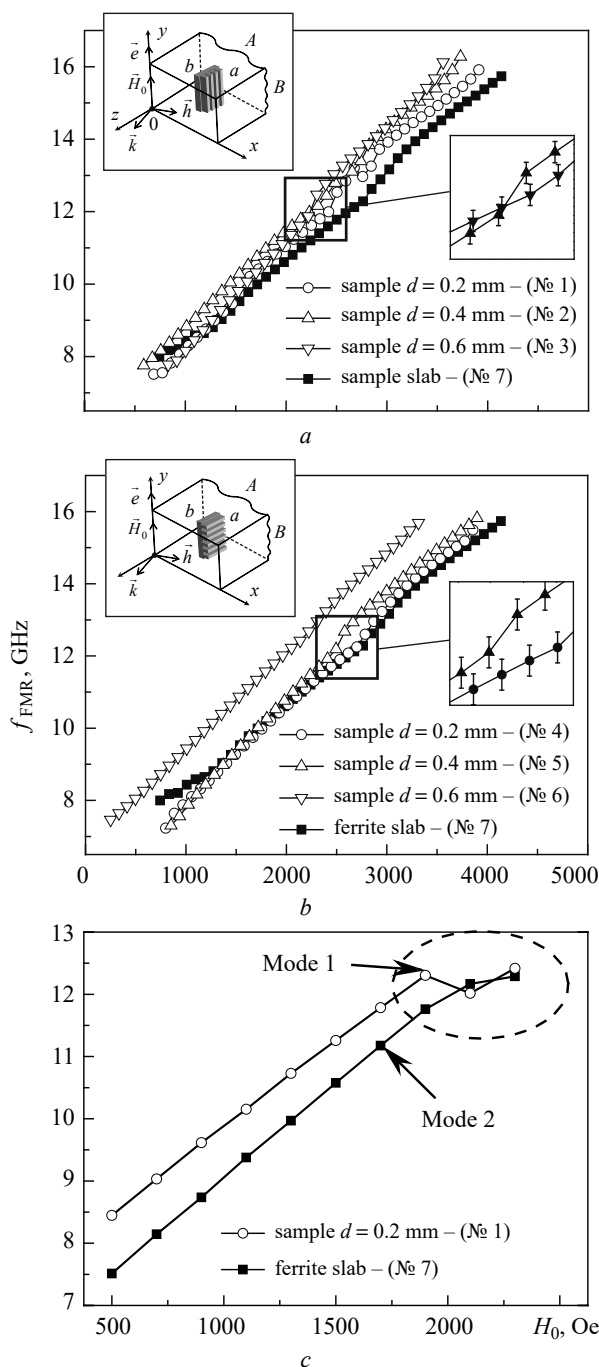 16
14
12
10
8
y
e
H0
z
0
k
h
x
A
b
a
B
sample d = 0.2 mm – (№ 1)
sample d = 0.4 mm – (№ 2)
sample d = 0.6 mm – (№ 3)
sample slab – (№ 7)
a
fFMR, GHz
16
14
12
10
8
y
e
H0
k
h
x
A
b
a
B
sample d = 0.2 mm – (№ 4)
sample d = 0.4 mm – (№ 5)
sample d = 0.6 mm – (№ 6)
ferrite slab – (№ 7)
0 1000 2000 3000 4000 5000
b
13
12
11
10
9
8
7
Mode 1
Mode 2
sample d = 0.2 mm – (№ 1)
ferrite slab – (№ 7)
500 1000 1500 2000 H0, Oe
c